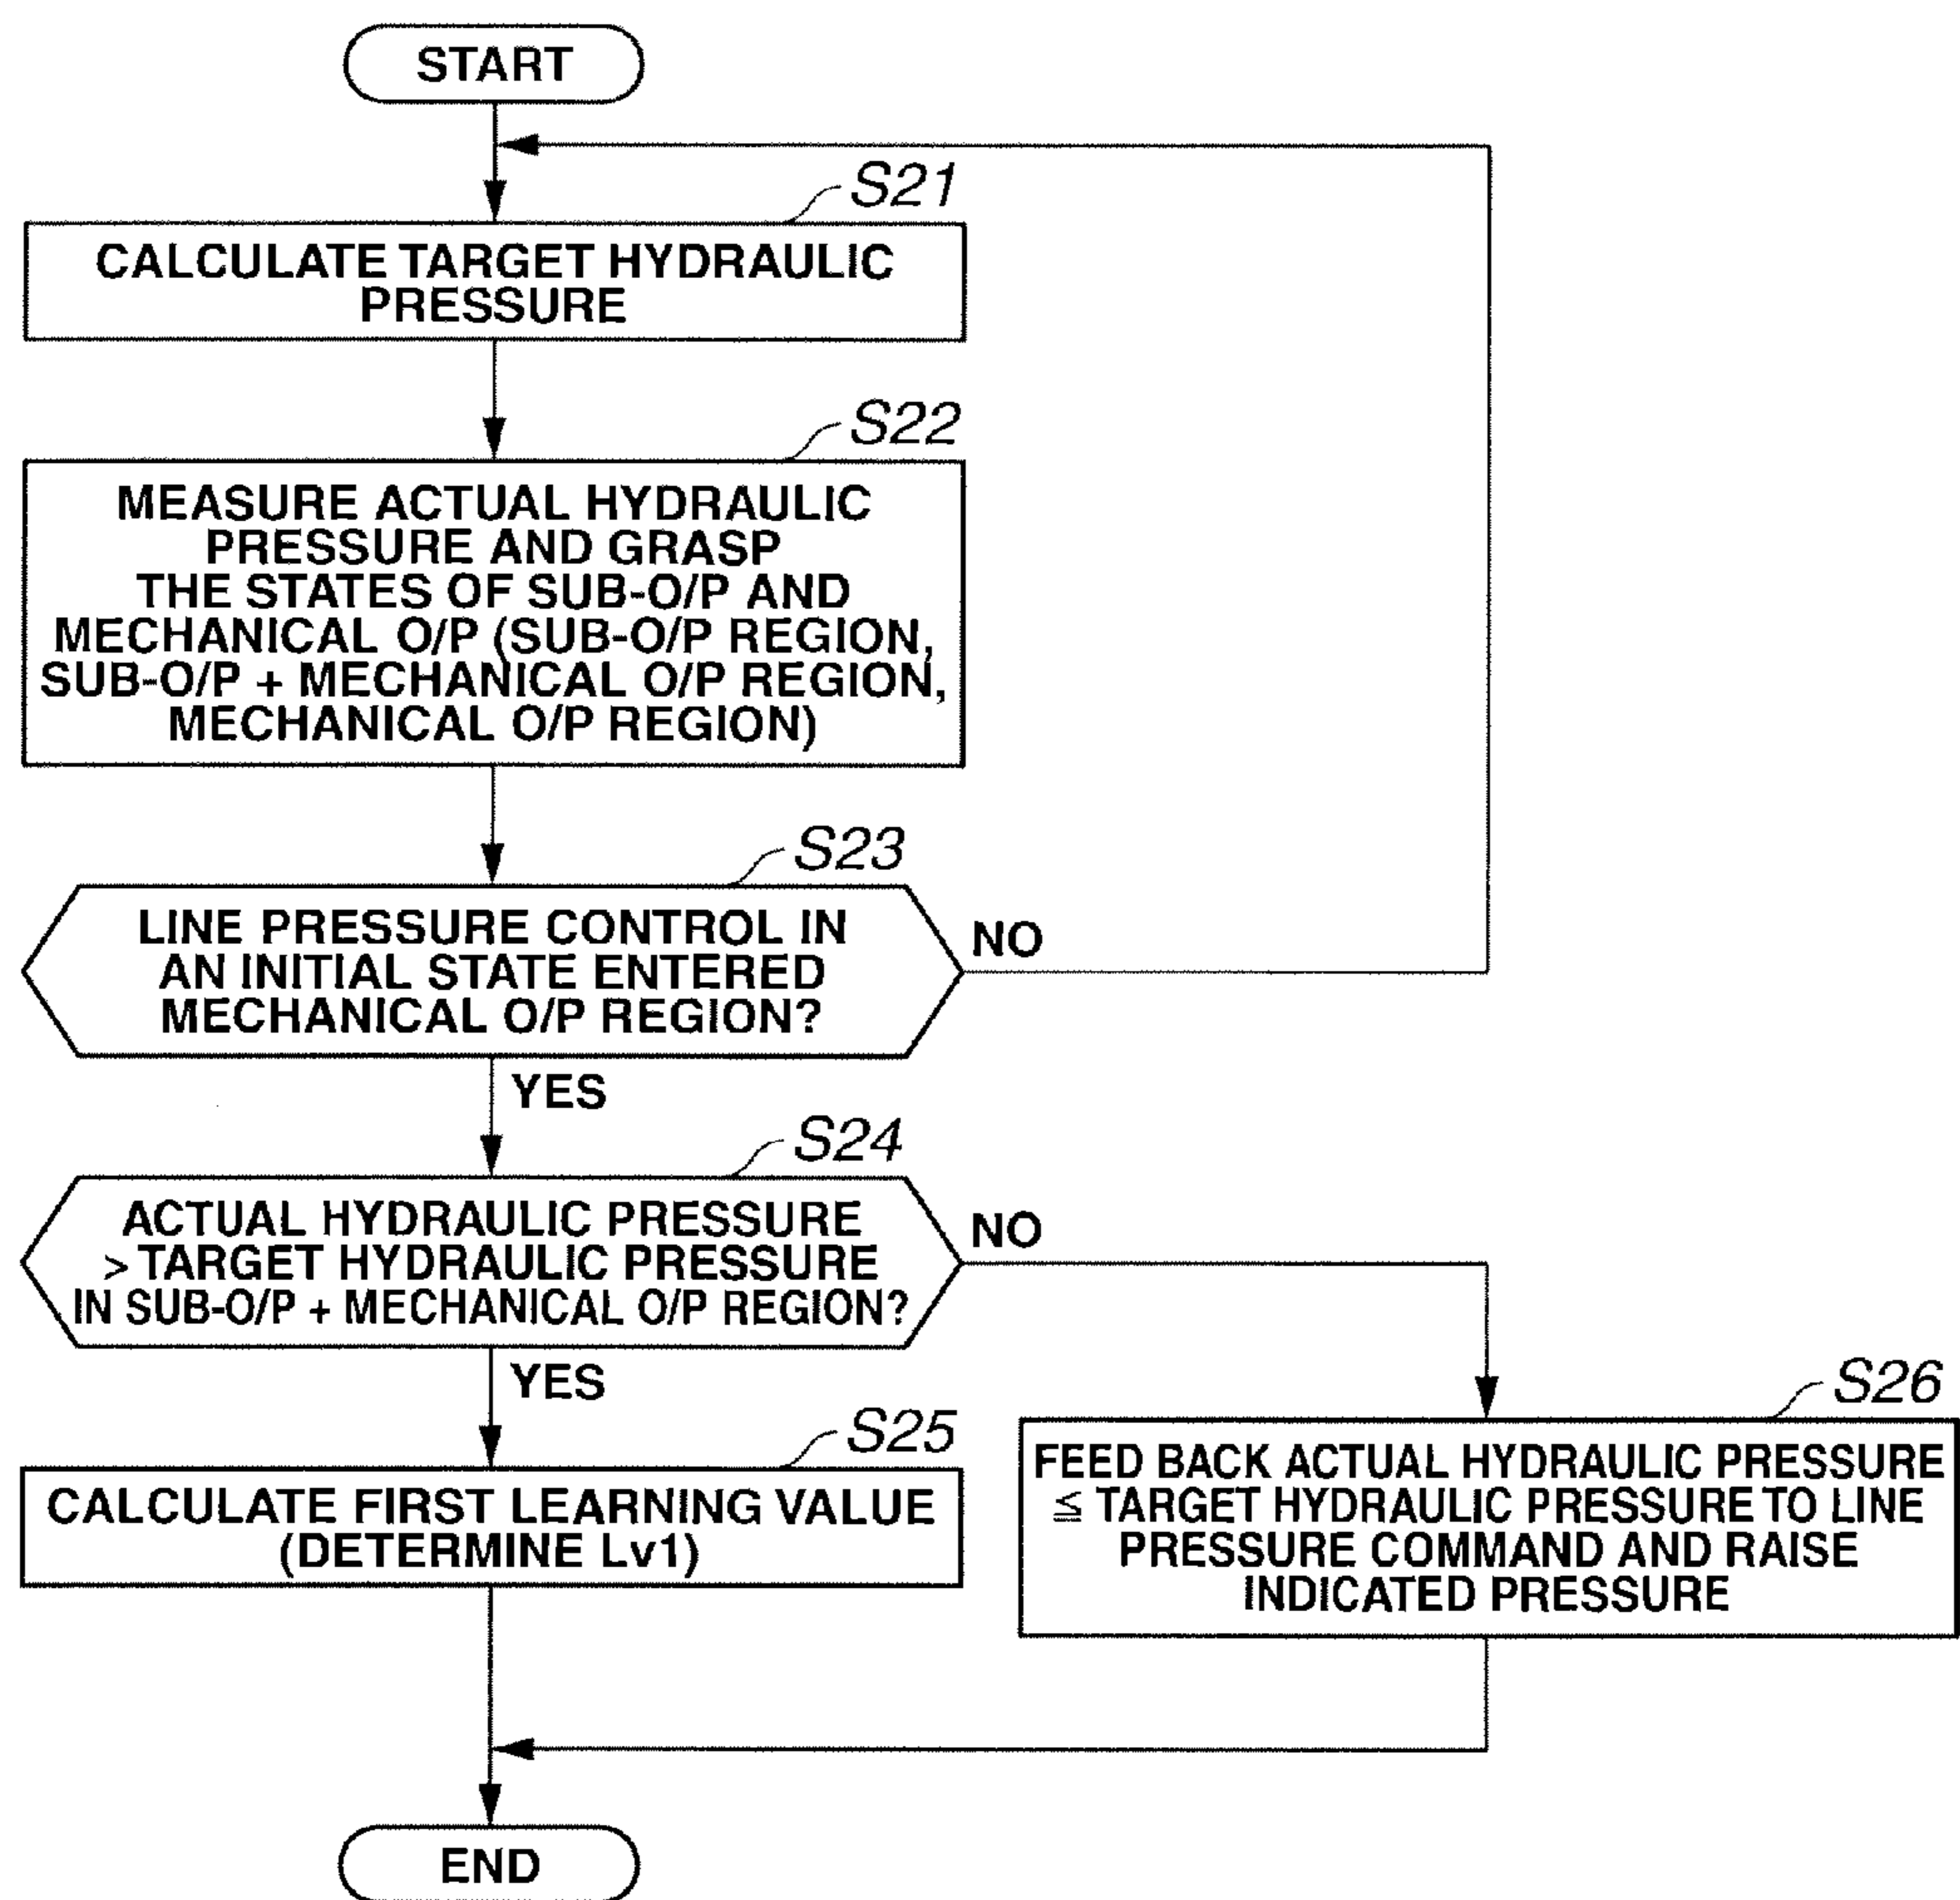 START
S21
CALCULATE TARGET HYDRAULIC
PRESSURE
S22
MEASURE ACTUAL HYDRAULIC
PRESSURE AND GRASP
THE STATES OF SUB-O/P AND
MECHANICAL O/P (SUB-O/P REGION,
SUB-O/P + MECHANICAL O/P REGION,
MECHANICAL O/P REGION)
S23
LINE PRESSURE CONTROL IN
AN INITIAL STATE ENTERED
MECHANICAL O/P REGION?
NO
YES
S24
ACTUAL HYDRAULIC PRESSURE
> TARGET HYDRAULIC PRESSURE
IN SUB-O/P + MECHANICAL O/P REGION?
NO
YES
S25
CALCULATE FIRST LEARNING VALUE
(DETERMINE Lv1)
S26
FEED BACK ACTUAL HYDRAULIC PRESSURE
≦ TARGET HYDRAULIC PRESSURE TO LINE
PRESSURE COMMAND AND RAISE
INDICATED PRESSURE
END